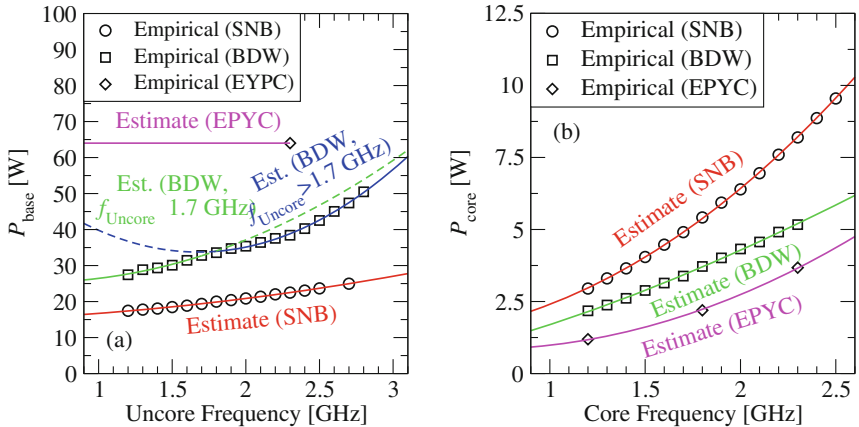 100
90
80
70
60
50
40
30
20
10
0
P_base [W]
Empirical (SNB)
Empirical (BDW)
Empirical (EYPC)
Estimate (EPYC)
Est. (BDW,
f_Uncore 1.7 GHz)
Est. (BDW,
f_Uncore >1.7 GHz)
Estimate (SNB)
(a)
1
1.5
2
2.5
3
Uncore Frequency [GHz]
12.5
10
7.5
5
2.5
0
P_core [W]
Empirical (SNB)
Empirical (BDW)
Empirical (EPYC)
(b)
Estimate (SNB)
Estimate (BDW)
Estimate (EPYC)
1
1.5
2
2.5
Core Frequency [GHz]